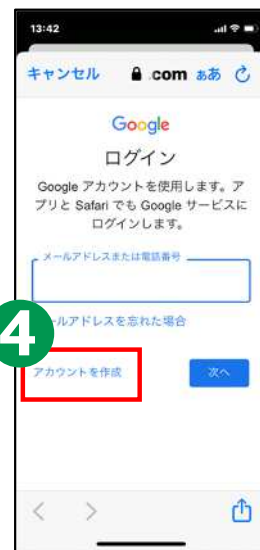 13:42
キャンセル .com ああ
Google
ログイン
Google アカウントを使用します。ア
プリと Safari でも Google サービスに
ログインします。
メールアドレスまたは電話番号
4
ールアドレスを忘れた場合
アカウントを作成 次へ